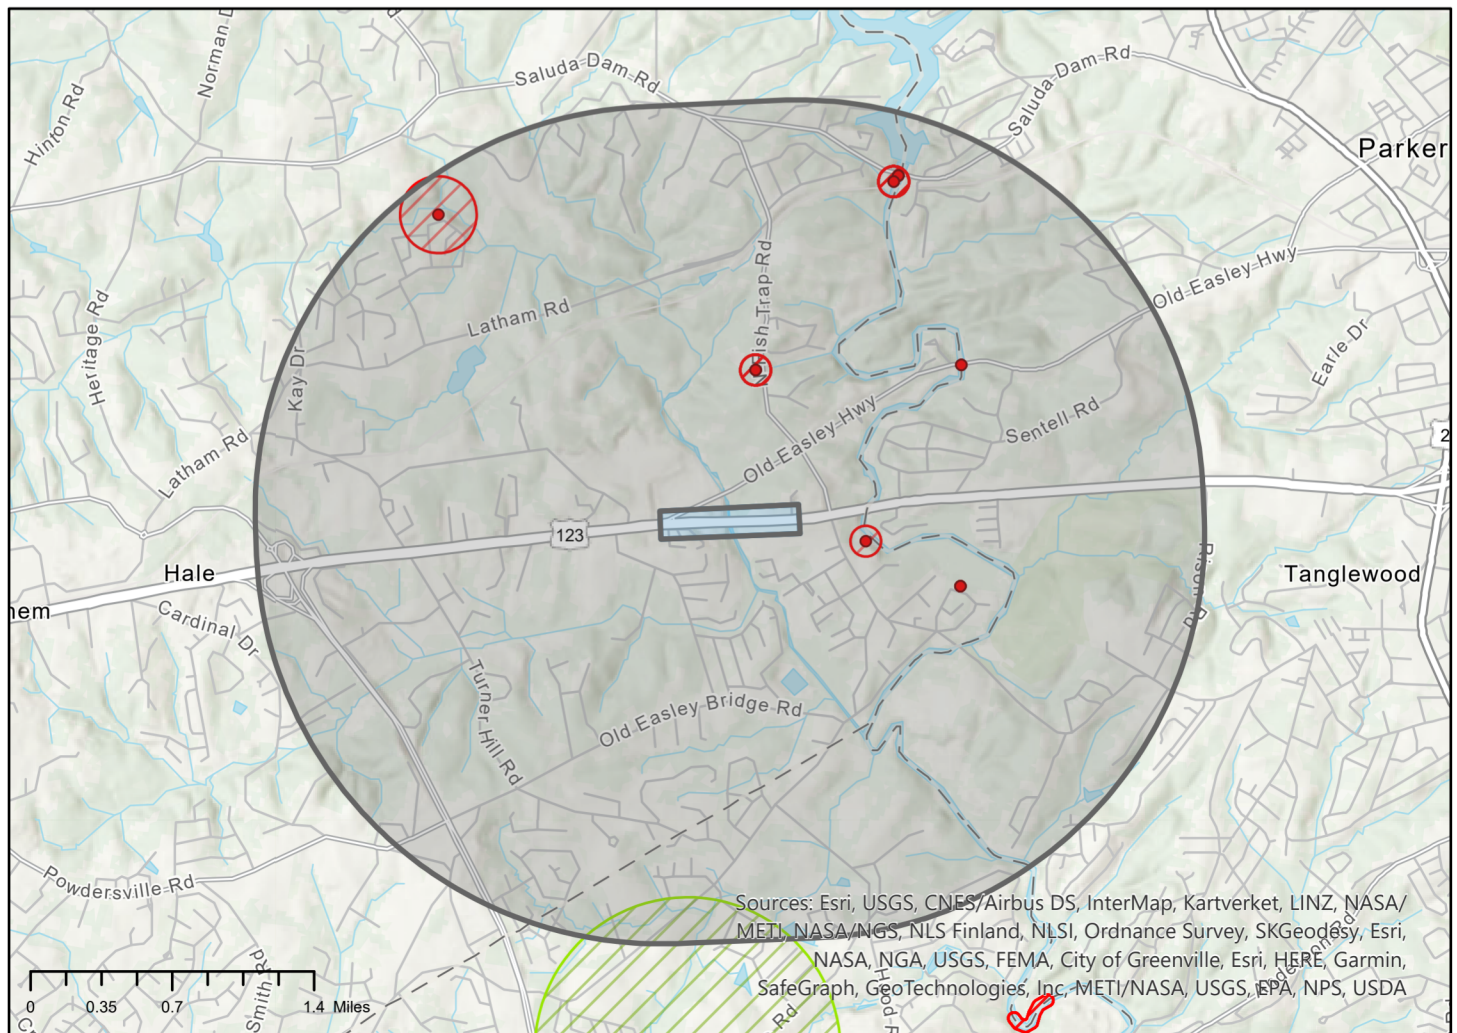 Saluda Dam Rd
Saluda Dam Rd
Hinton Rd
Parker
Latham Rd
Old Easley Hwy
Heritage Rd
Kay Dr
Earle Dr
Old Easley Hwy
Sentell Rd
Latham Rd
2
123
Hale
Tanglewood
Cardinal Dr
Turner Hill Rd
Old Easley Bridge Rd
Powdersville Rd
Sources: Esri, USGS, CNES/Airbus DS, InterMap, Kartverket, LINZ, NASA/
METI, NASA/NGS, NLS Finland, NLSI, Ordnance Survey, SKGeodesy, Esri,
NASA, NGA, USGS, FEMA, City of Greenville, Esri, HERE, Garmin,
SafeGraph, GeoTechnologies, Inc, METI/NASA, USGS, EPA, NPS, USDA
Rd
0 0.35 0.7 1.4 Miles